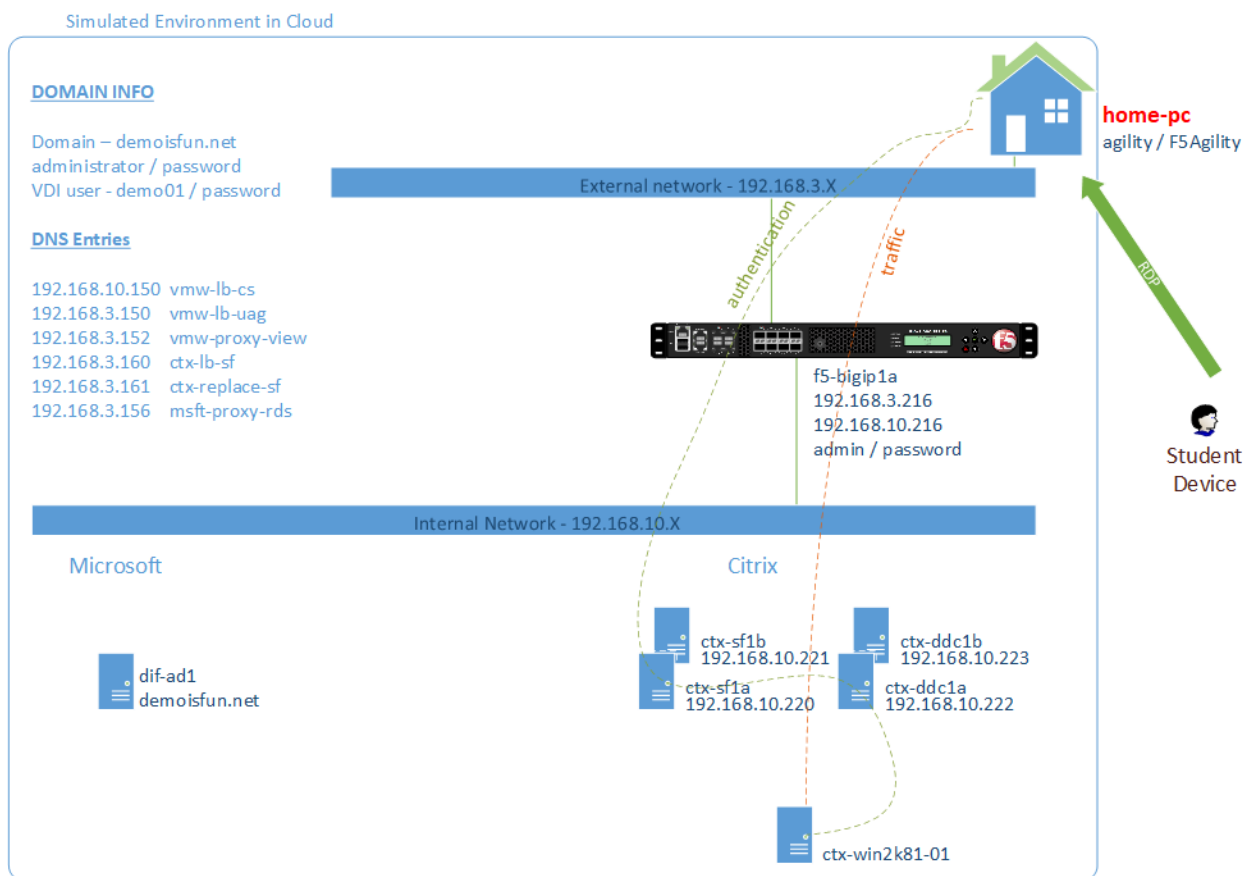 Simulated Environment in Cloud
DOMAIN INFO
Domain – demoisfun.net
administrator / password
VDI user - demo01 / password
DNS Entries
192.168.10.150 vmw-lb-cs
192.168.3.150 vmw-lb-uag
192.168.3.152 vmw-proxy-view
192.168.3.160 ctx-lb-sf
192.168.3.161 ctx-replace-sf
192.168.3.156 msft-proxy-rds
home-pc
agility / F5Agility
External network - 192.168.3.X
authentication
traffic
RDP
f5
f5-bigip1a
192.168.3.216
192.168.10.216
admin / password
Student
Device
Internal Network - 192.168.10.X
Microsoft
Citrix
dif-ad1
demoisfun.net
ctx-sf1b
192.168.10.221
ctx-ddc1b
192.168.10.223
ctx-sf1a
192.168.10.220
ctx-ddc1a
192.168.10.222
ctx-win2k81-01